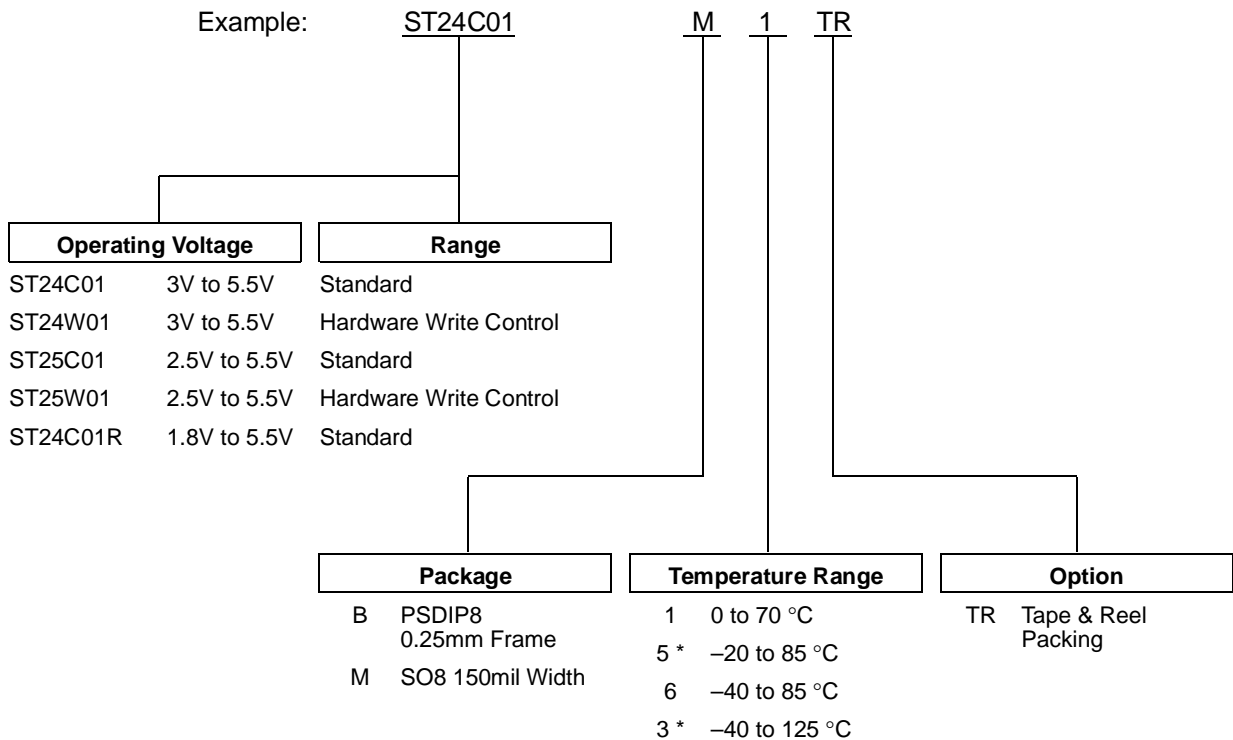 Example: ST24C01 M 1 TR
Operating Voltage Range
ST24C01 3V to 5.5V Standard
ST24W01 3V to 5.5V Hardware Write Control
ST25C01 2.5V to 5.5V Standard
ST25W01 2.5V to 5.5V Hardware Write Control
ST24C01R 1.8V to 5.5V Standard
Package
B PSDIP8
0.25mm Frame
M SO8 150mil Width
Temperature Range
1 0 to 70 °C
5 * –20 to 85 °C
6 –40 to 85 °C
3 * –40 to 125 °C
Option
TR Tape & Reel
Packing